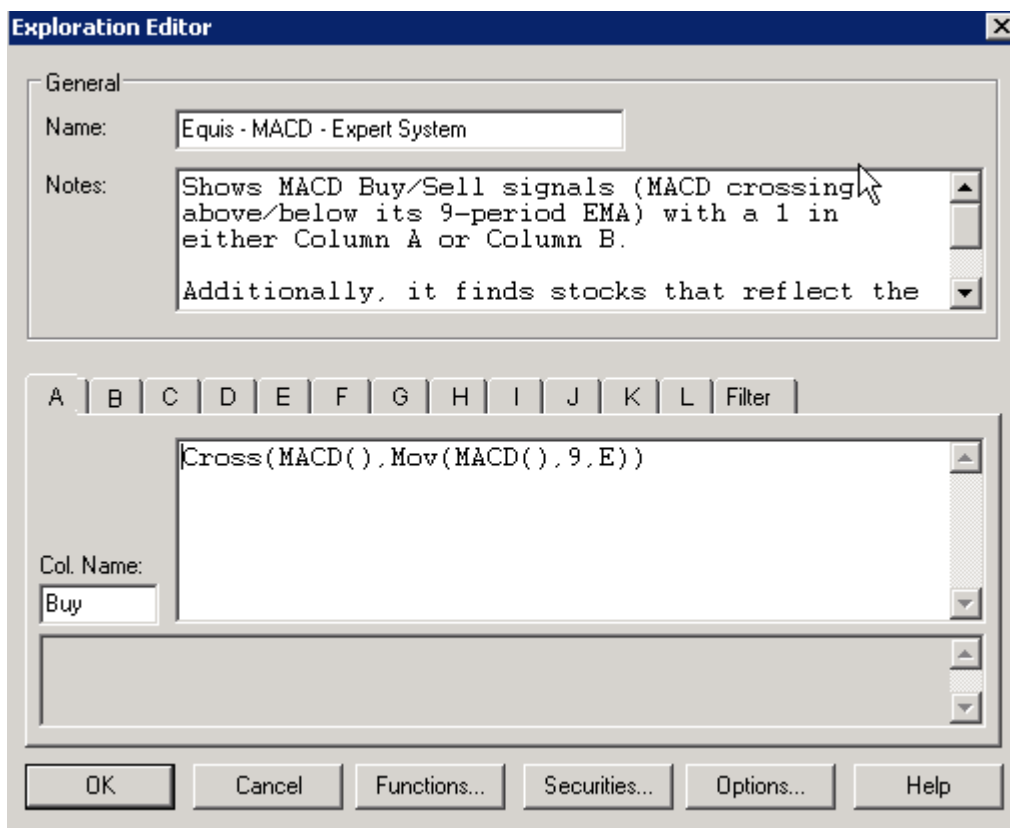 Exploration Editor
General
Name:
Equis - MACD - Expert System
Notes:
Shows MACD Buy/Sell signals (MACD crossing
above/below its 9-period EMA) with a 1 in
either Column A or Column B.
Additionally, it finds stocks that reflect the
A B C D E F G H I J K L Filter
Cross(MACD(),Mov(MACD(),9,E))
Col. Name:
Buy
OK Cancel Functions... Securities... Options... Help